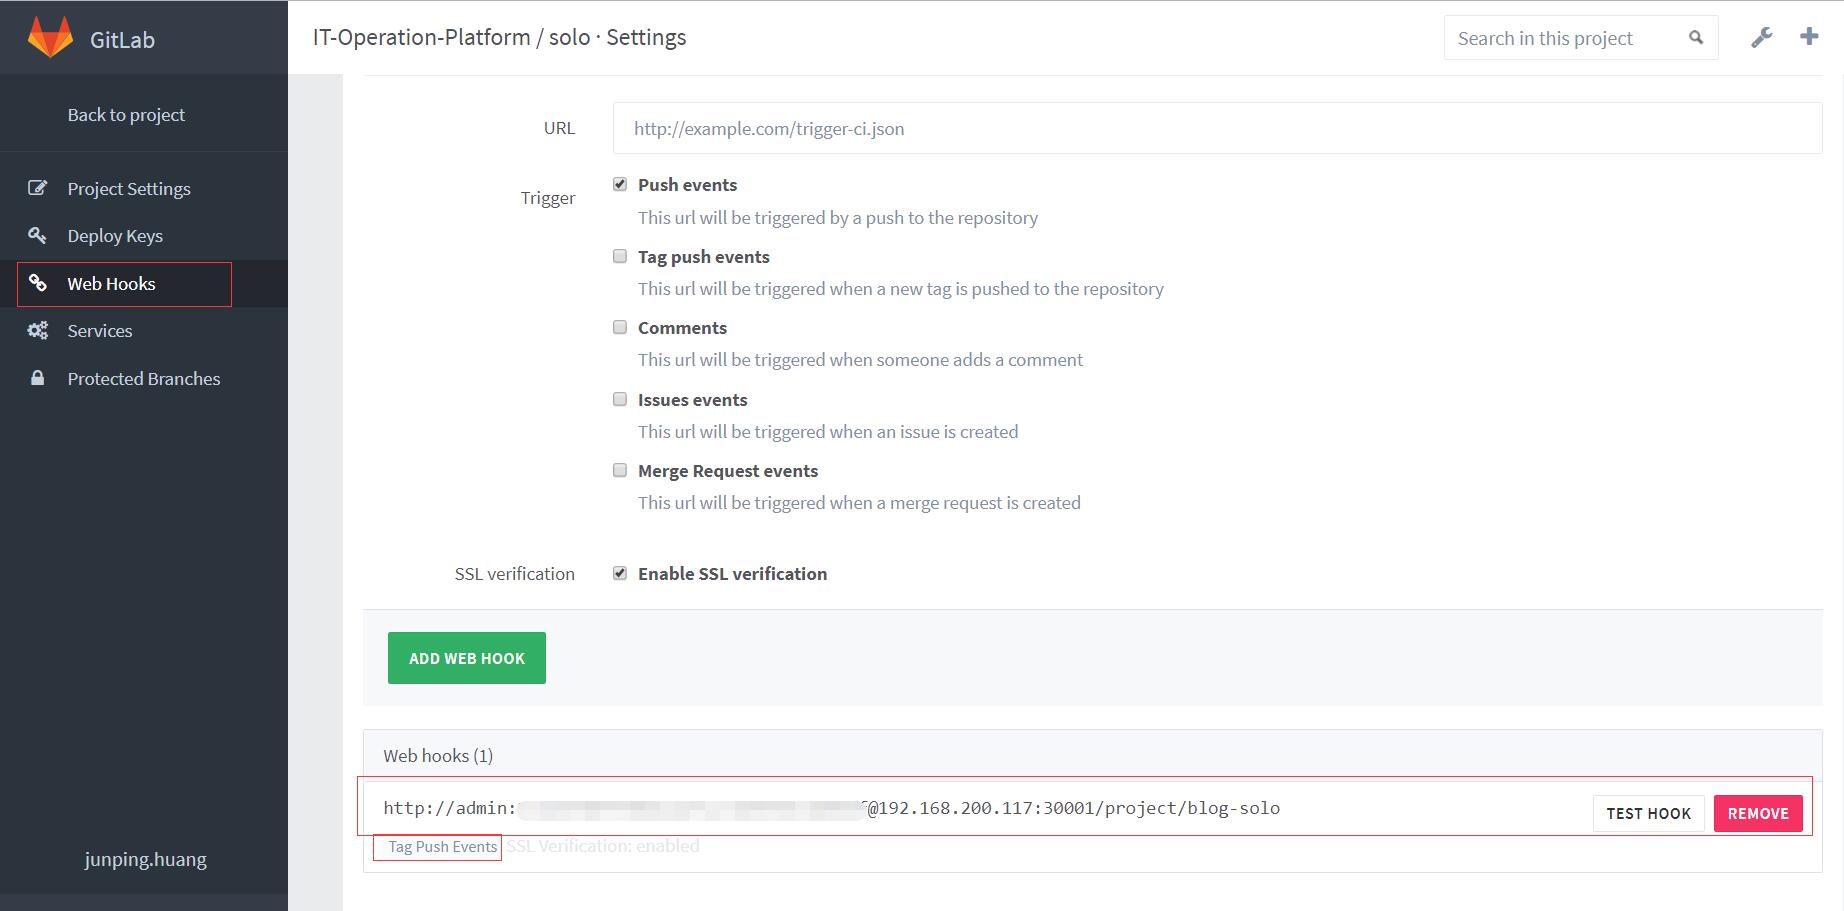 GitLab
IT-Operation-Platform / solo · Settings
Search in this project
Back to project
Project Settings
Deploy Keys
Web Hooks
Services
Protected Branches
junping.huang
URL
http://example.com/trigger-ci.json
Trigger
Push events
This url will be triggered by a push to the repository
Tag push events
This url will be triggered when a new tag is pushed to the repository
Comments
This url will be triggered when someone adds a comment
Issues events
This url will be triggered when an issue is created
Merge Request events
This url will be triggered when a merge request is created
SSL verification
Enable SSL verification
ADD WEB HOOK
Web hooks (1)
http://admin: @192.168.200.117:30001/project/blog-solo
TEST HOOK
REMOVE
Tag Push Events SSL Verification: enabled